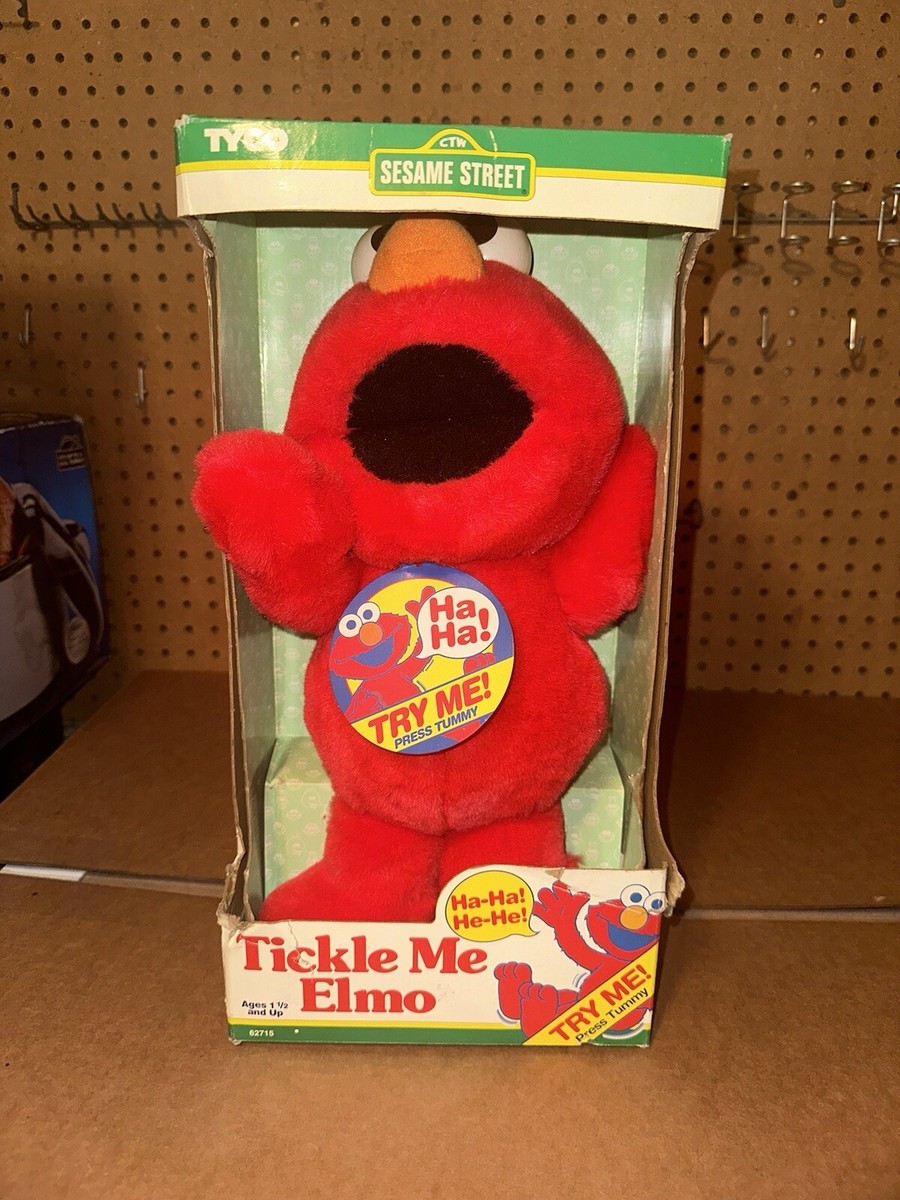 TYCO
CTW
SESAME STREET
Ha
Ha!
TRY ME!
PRESS TUMMY
Ha-Ha!
He-He!
Tickle Me
Elmo
Ages 1 1/2
and Up
TRY ME!
Press Tummy
62715